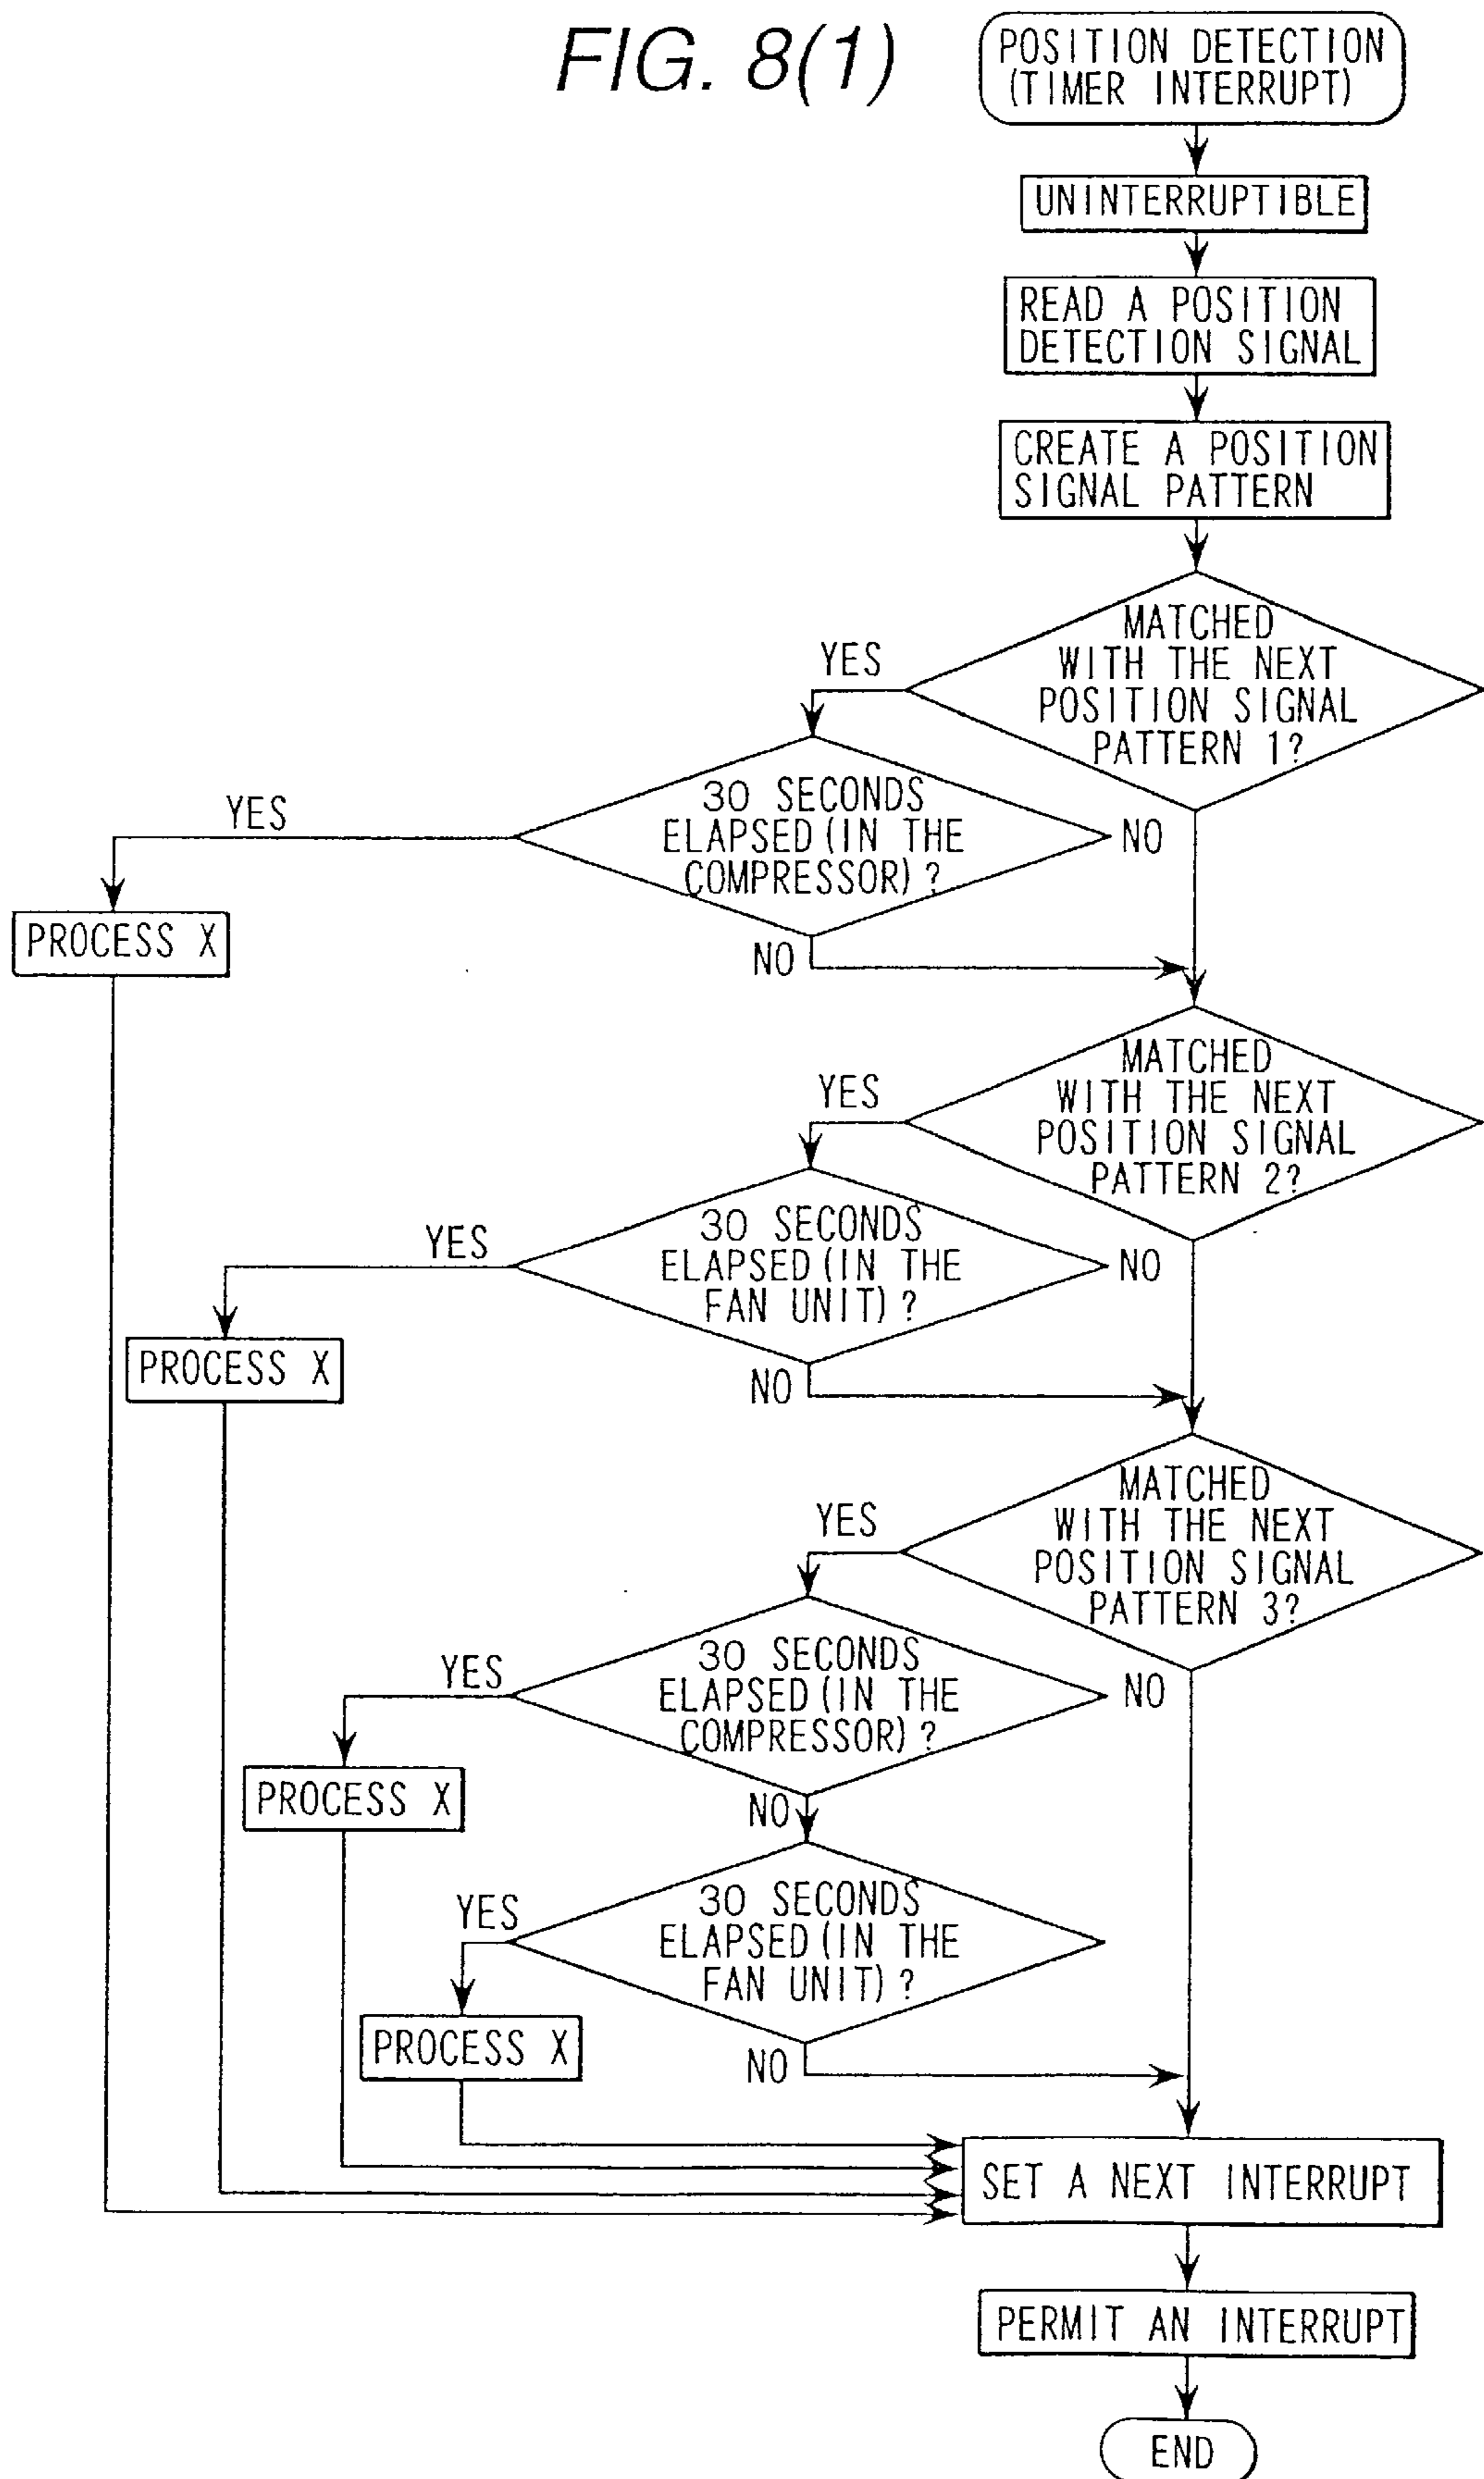 FIG. 8(1)
POSITION DETECTION
(TIMER INTERRUPT)
UNINTERRUPTIBLE
READ A POSITION
DETECTION SIGNAL
CREATE A POSITION
SIGNAL PATTERN
MATCHED
WITH THE NEXT
POSITION SIGNAL
PATTERN 1?
YES
NO
30 SECONDS
ELAPSED (IN THE
COMPRESSOR) ?
YES
NO
PROCESS X
MATCHED
WITH THE NEXT
POSITION SIGNAL
PATTERN 2?
YES
NO
30 SECONDS
ELAPSED (IN THE
FAN UNIT) ?
YES
NO
PROCESS X
MATCHED
WITH THE NEXT
POSITION SIGNAL
PATTERN 3?
YES
NO
30 SECONDS
ELAPSED (IN THE
COMPRESSOR) ?
YES
NO
PROCESS X
30 SECONDS
ELAPSED (IN THE
FAN UNIT) ?
YES
NO
PROCESS X
SET A NEXT INTERRUPT
PERMIT AN INTERRUPT
END